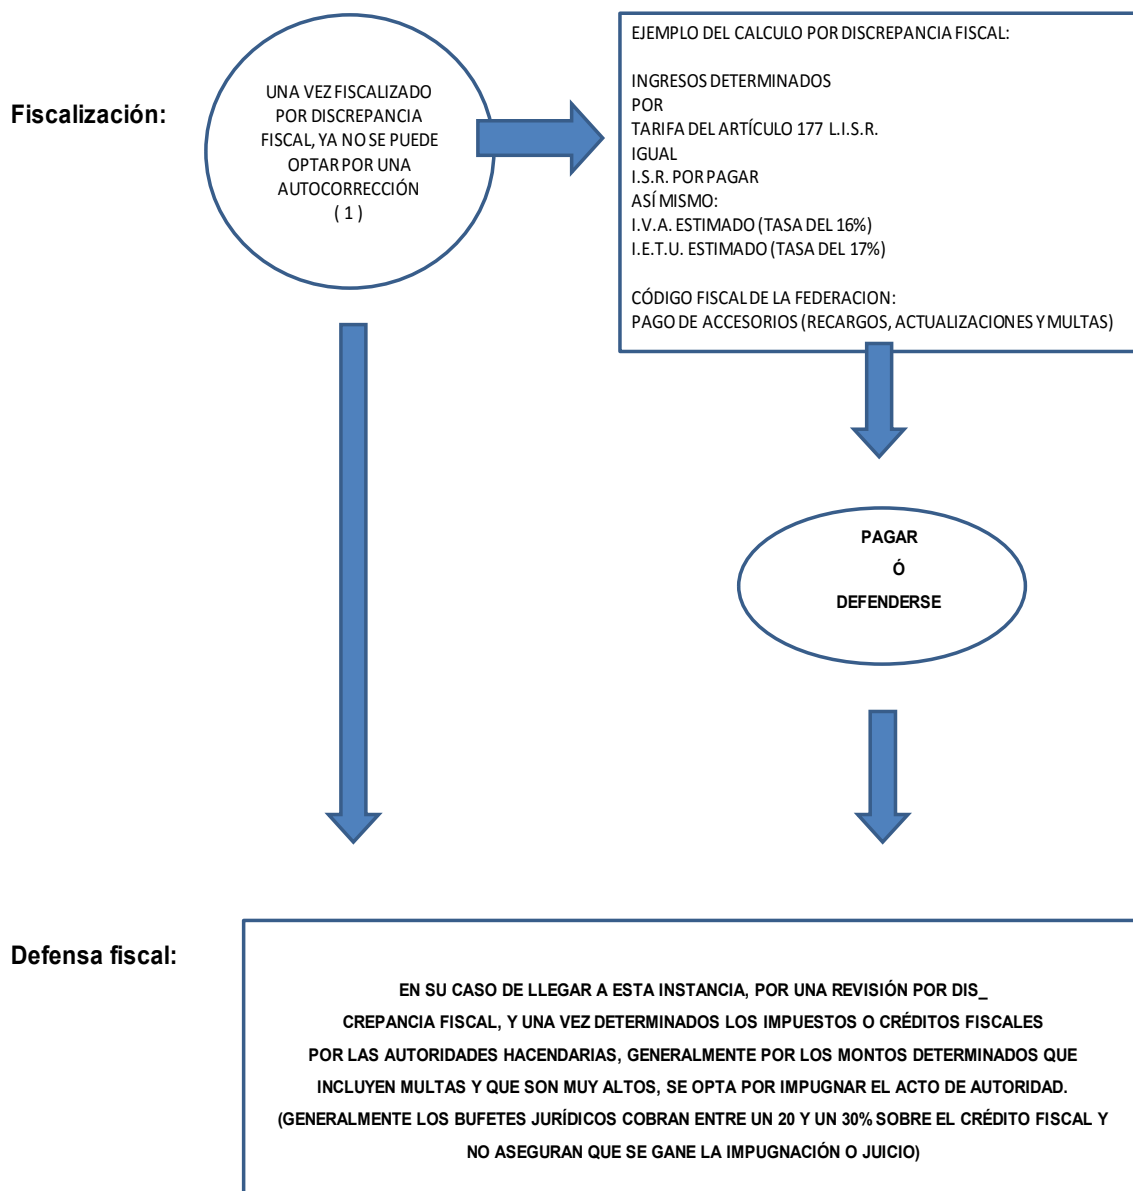 Fiscalización:
UNA VEZ FISCALIZADO
POR DISCREPANCIA
FISCAL, YA NO SE PUEDE
OPTAR POR UNA
AUTOCORRECCIÓN
( 1 )
EJEMPLO DEL CALCULO POR DISCREPANCIA FISCAL:
INGRESOS DETERMINADOS
POR
TARIFA DEL ARTÍCULO 177 L.I.S.R.
IGUAL
I.S.R. POR PAGAR
ASÍ MISMO:
I.V.A. ESTIMADO (TASA DEL 16%)
I.E.T.U. ESTIMADO (TASA DEL 17%)
CÓDIGO FISCAL DE LA FEDERACION:
PAGO DE ACCESORIOS (RECARGOS, ACTUALIZACIONES Y MULTAS)
PAGAR
Ó
DEFENDERSE
Defensa fiscal:
EN SU CASO DE LLEGAR A ESTA INSTANCIA, POR UNA REVISIÓN POR DIS_
CREPANCIA FISCAL, Y UNA VEZ DETERMINADOS LOS IMPUESTOS O CRÉDITOS FISCALES
POR LAS AUTORIDADES HACENDARIAS, GENERALMENTE POR LOS MONTOS DETERMINADOS QUE
INCLUYEN MULTAS Y QUE SON MUY ALTOS, SE OPTA POR IMPUGNAR EL ACTO DE AUTORIDAD.
(GENERALMENTE LOS BUFETES JURÍDICOS COBRAN ENTRE UN 20 Y UN 30% SOBRE EL CRÉDITO FISCAL Y
NO ASEGURAN QUE SE GANE LA IMPUGNACIÓN O JUICIO)